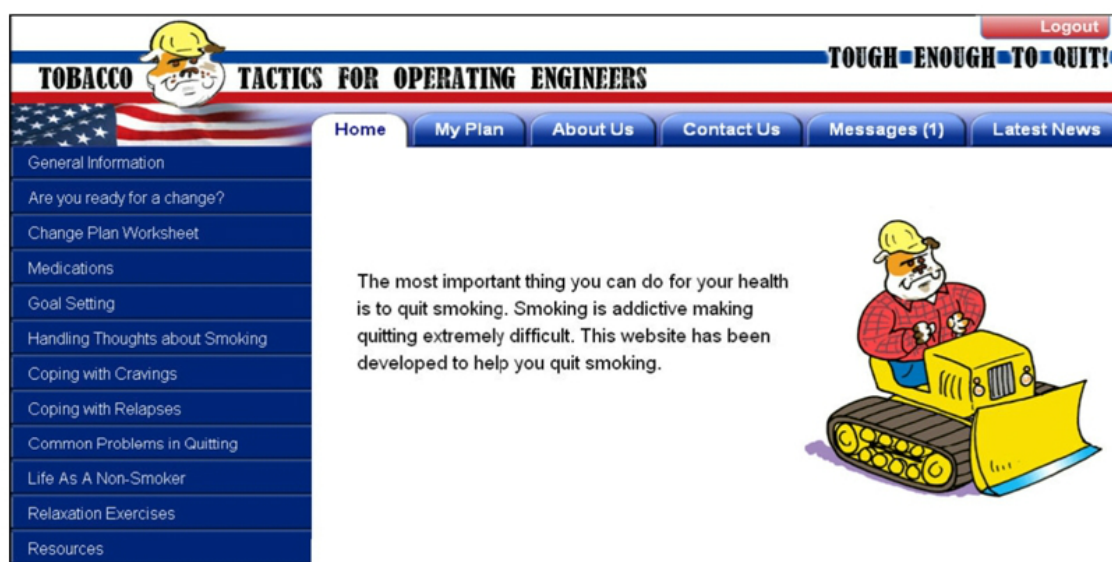 Logout
TOUGH ENOUGH TO QUIT!
TOBACCO TACTICS FOR OPERATING ENGINEERS
Home My Plan About Us Contact Us Messages (1) Latest News
General Information
Are you ready for a change?
Change Plan Worksheet
Medications
Goal Setting
Handling Thoughts about Smoking
Coping with Cravings
Coping with Relapses
Common Problems in Quitting
Life As A Non-Smoker
Relaxation Exercises
Resources
The most important thing you can do for your health
is to quit smoking. Smoking is addictive making
quitting extremely difficult. This website has been
developed to help you quit smoking.